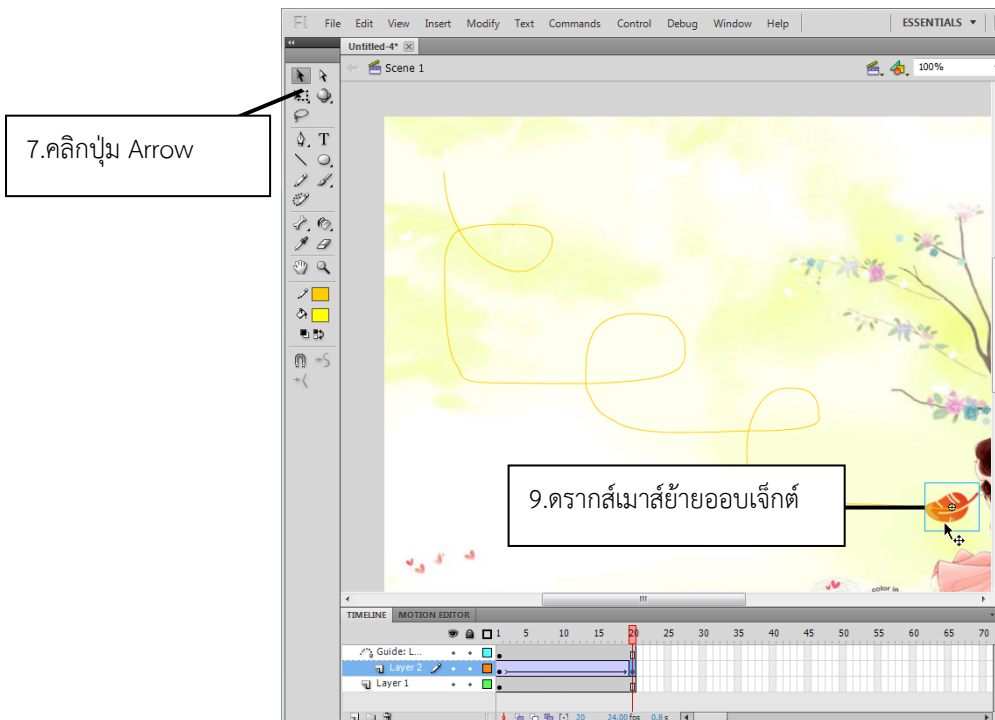 Fl File Edit View Insert Modify Text Commands Control Debug Window Help ESSENTIALS
Untitled-4*
Scene 1 100%
7.คลิกปุ่ม Arrow
T
9.ดรากส์เมาส์ย้ายออบเจ็กต์
color in
TIMELINE MOTION EDITOR
1 5 10 15 20 25 30 35 40 45 50 55 60 65 70
Guide: L...
Layer 2
Layer 1
20 24.00 fps 0.8 s